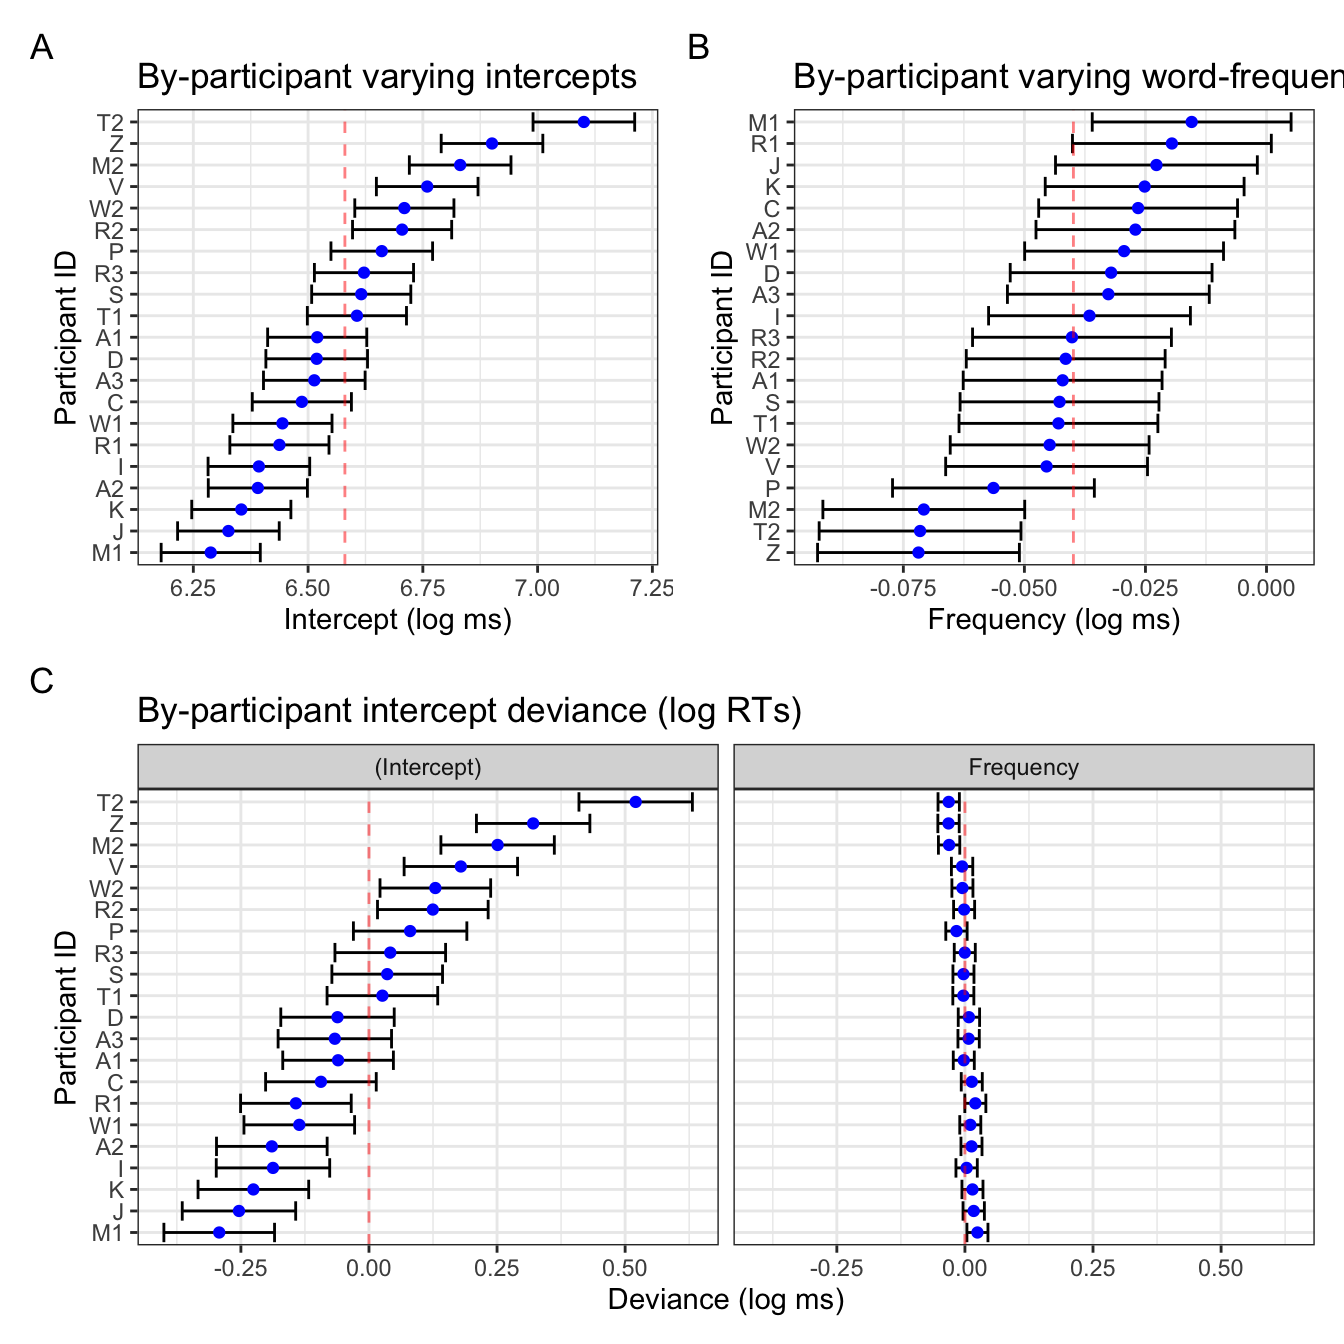 A
By-participant varying intercepts
Participant ID
T2
Z
M2
V
W2
R2
P
R3
S
T1
A1
D
A3
C
W1
R1
I
A2
K
J
M1
6.25 6.50 6.75 7.00 7.25
Intercept (log ms)
B
By-participant varying word-frequen
Participant ID
M1
R1
J
K
C
A2
W1
D
A3
I
R3
R2
A1
S
T1
W2
V
P
M2
T2
Z
-0.075 -0.050 -0.025 0.000
Frequency (log ms)
C
By-participant intercept deviance (log RTs)
(Intercept) Frequency
Participant ID
T2
Z
M2
V
W2
R2
P
R3
S
T1
D
A3
A1
C
R1
W1
A2
I
K
J
M1
-0.25 0.00 0.25 0.50 -0.25 0.00 0.25 0.50
Deviance (log ms)